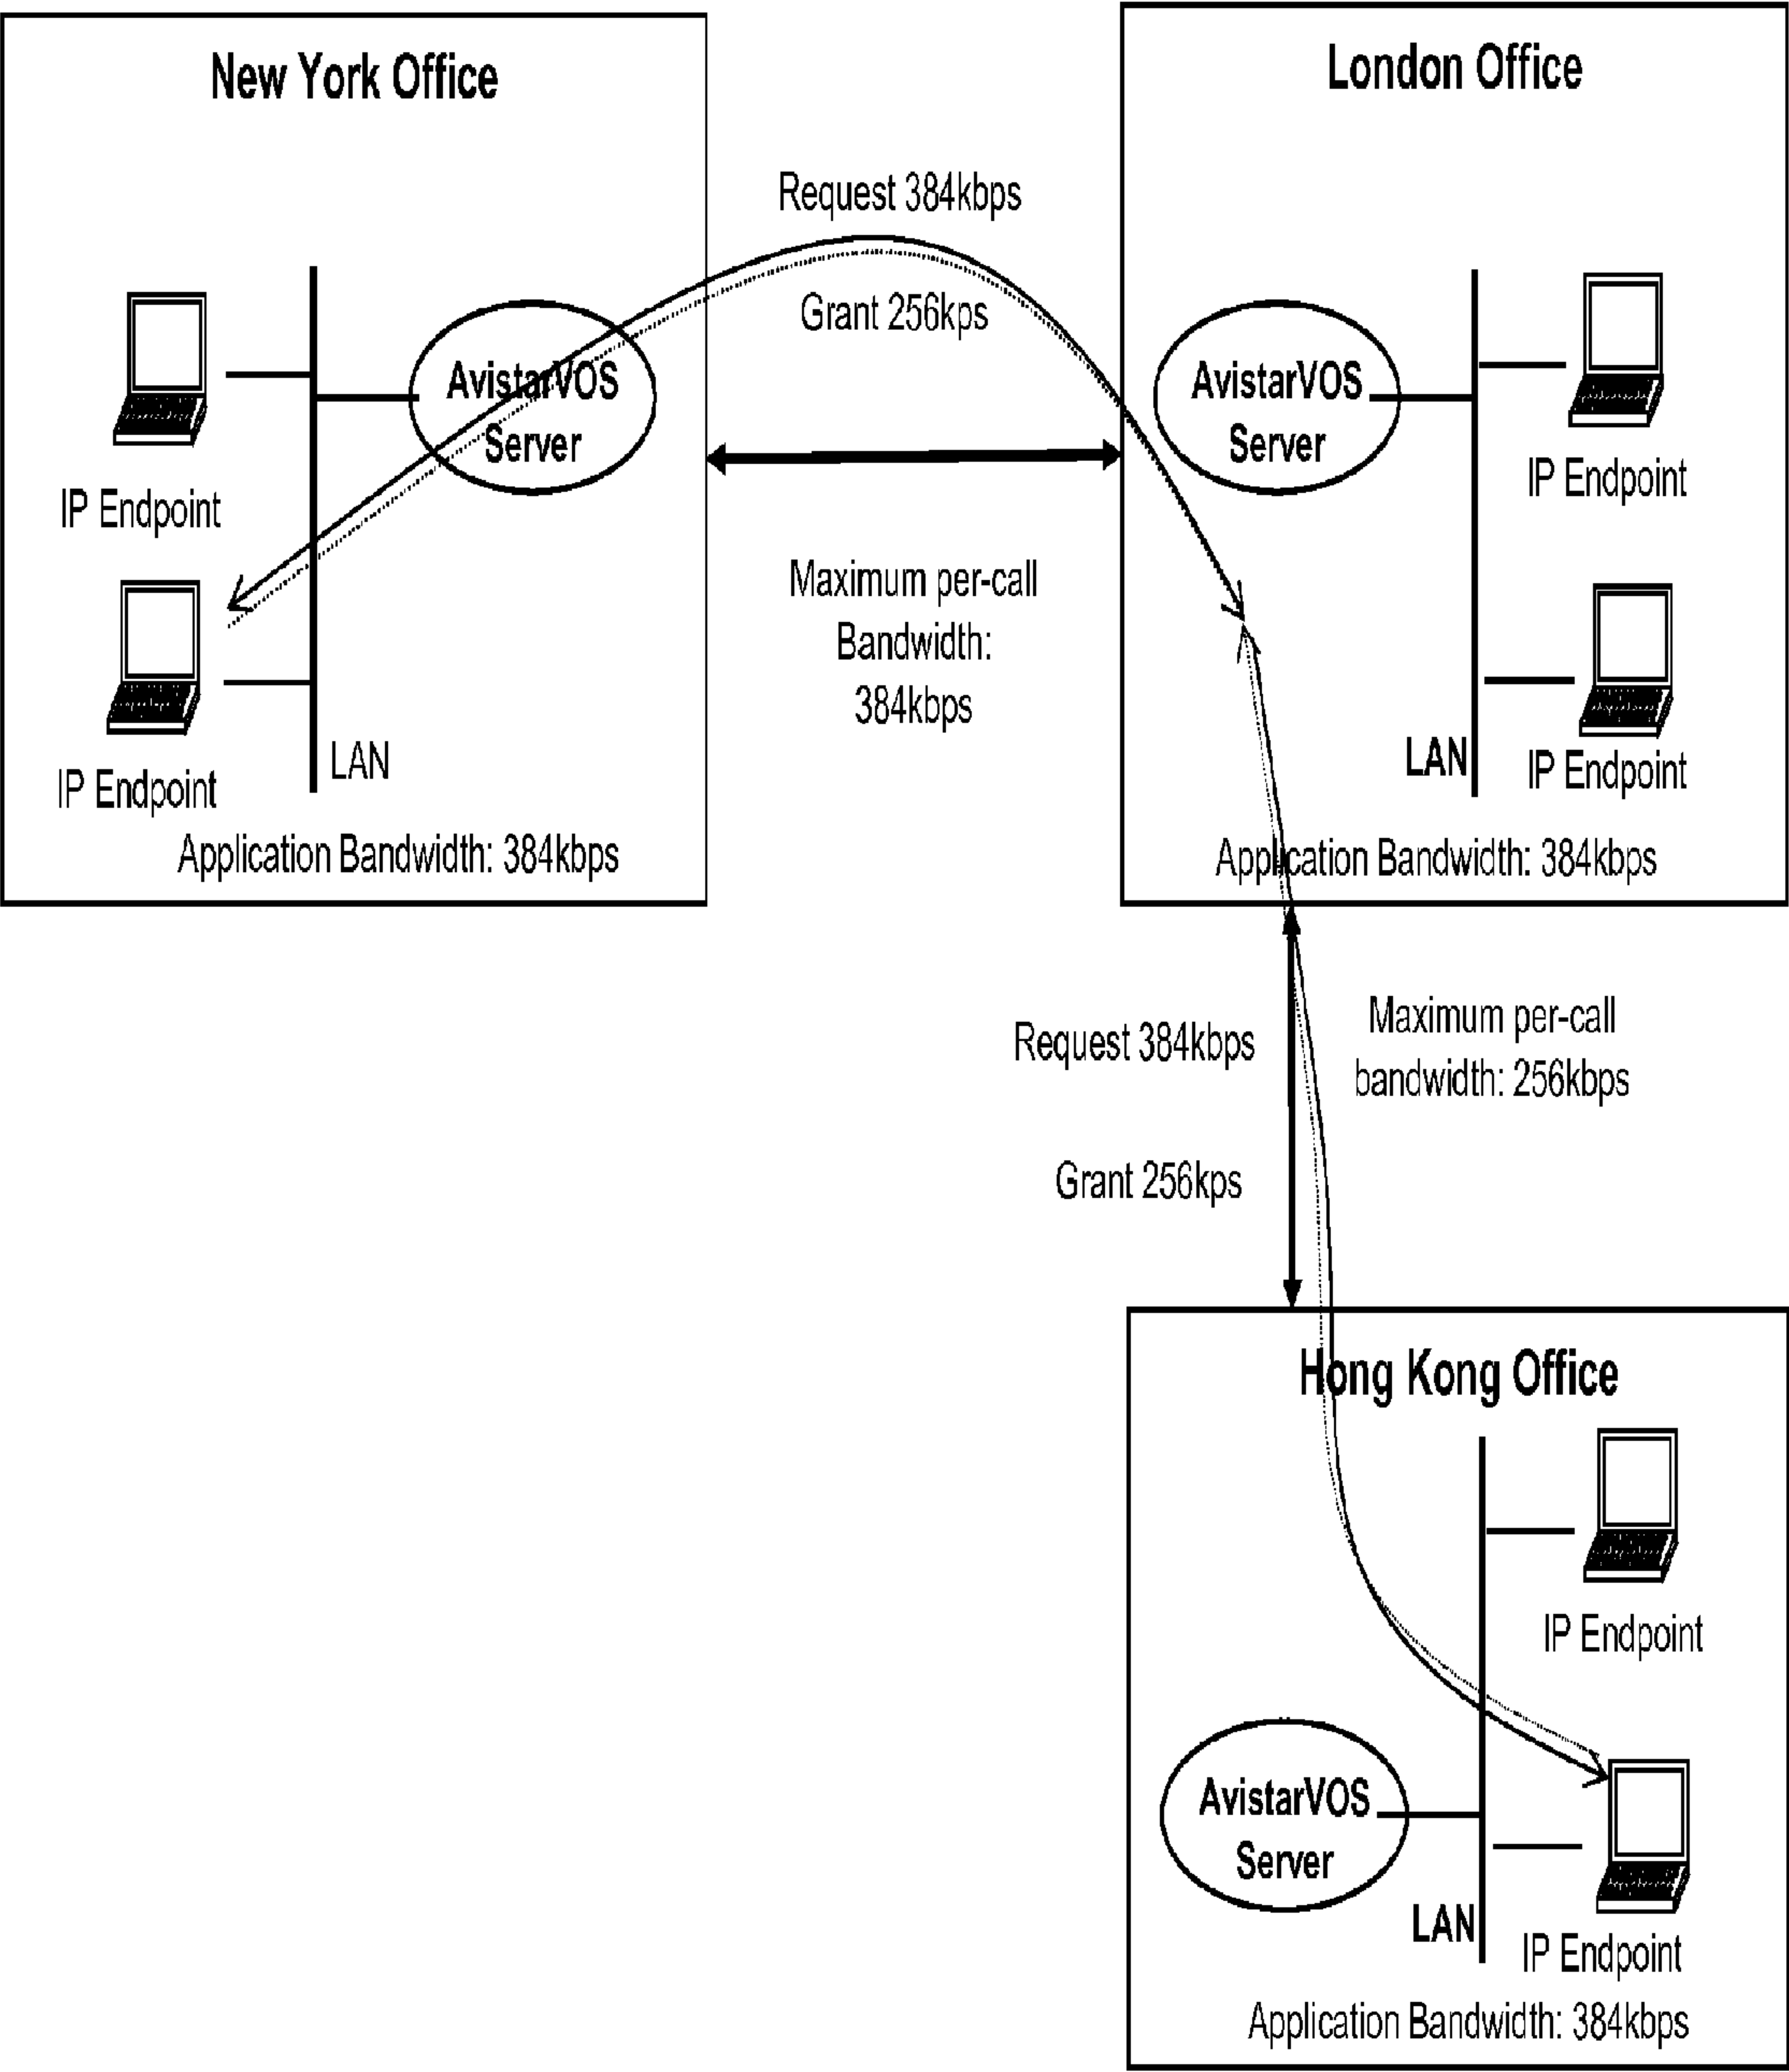 New York Office
London Office
Request 384kbps
Grant 256kps
AvistarVOS
Server
AvistarVOS
Server
IP Endpoint
IP Endpoint
Maximum per-call
Bandwidth:
384kbps
LAN
IP Endpoint
LAN
IP Endpoint
Application Bandwidth: 384kbps
Application Bandwidth: 384kbps
Request 384kbps
Maximum per-call
bandwidth: 256kbps
Grant 256kps
Hong Kong Office
IP Endpoint
AvistarVOS
Server
LAN
IP Endpoint
Application Bandwidth: 384kbps